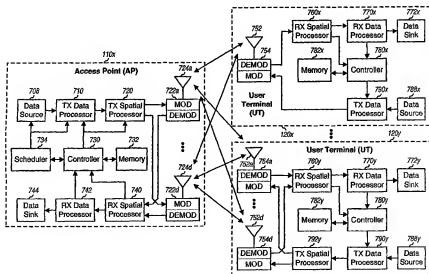 110x
Access Point (AP)
724a
708
710
720
722a
Data Source
TX Data Processor
TX Spatial Processor
MOD
DEMOD
734
730
732
Scheduler
Controller
Memory
724d
744
742
740
722d
Data Sink
RX Data Processor
RX Spatial Processor
MOD
DEMOD
752
754
DEMOD
MOD
User Terminal (UT)
760x
770x
772x
RX Spatial Processor
RX Data Processor
Data Sink
782x
780x
Memory
Controller
790x
788x
TX Data Processor
Data Source
120x
120y
User Terminal (UT)
752a
754a
DEMOD
MOD
760y
770y
772y
RX Spatial Processor
RX Data Processor
Data Sink
782y
780y
Memory
Controller
752d
754d
DEMOD
MOD
792y
790y
788y
TX Spatial Processor
TX Data Processor
Data Source